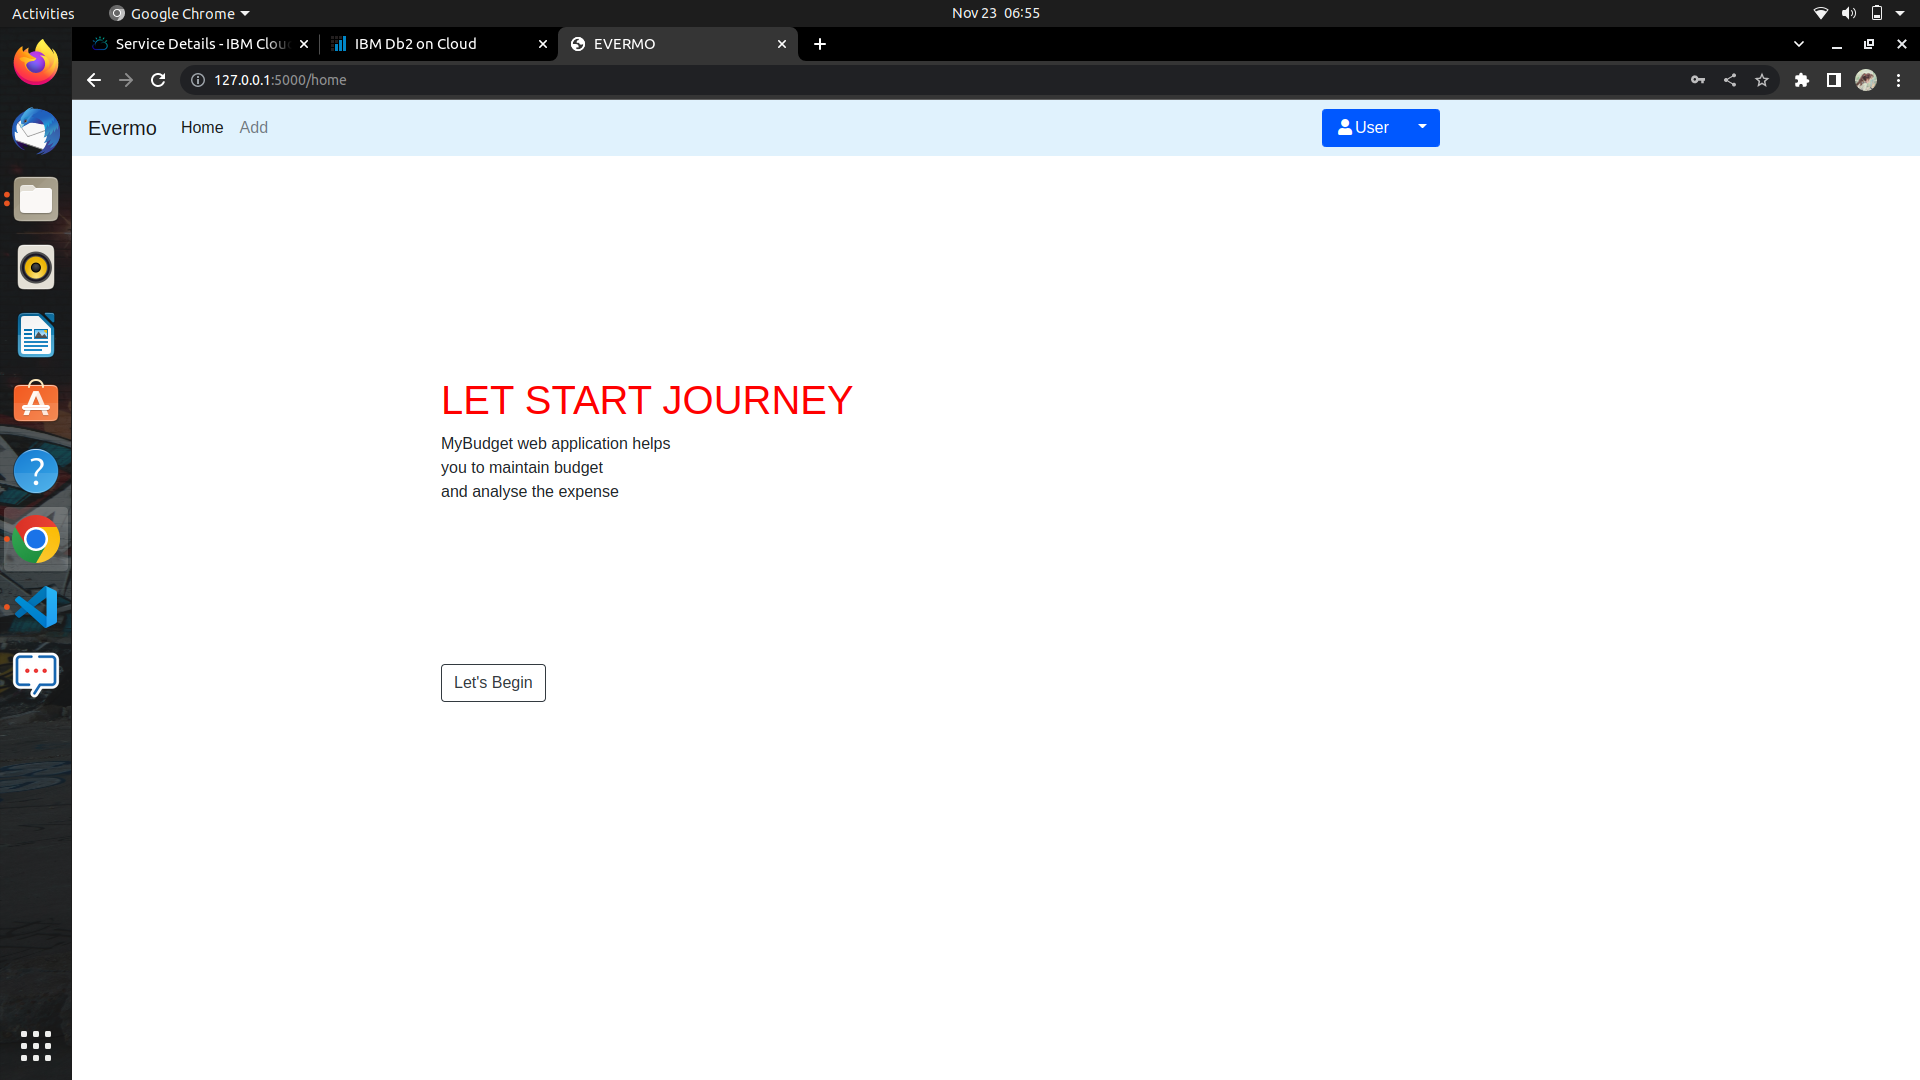 Activities
Google Chrome
Nov 23 06:55
Service Details - IBM Clou
IBM Db2 on Cloud
EVERMO
127.0.0.1:5000/home
Evermo
Home
Add
User
LET START JOURNEY
MyBudget web application helps
you to maintain budget
and analyse the expense
Let's Begin